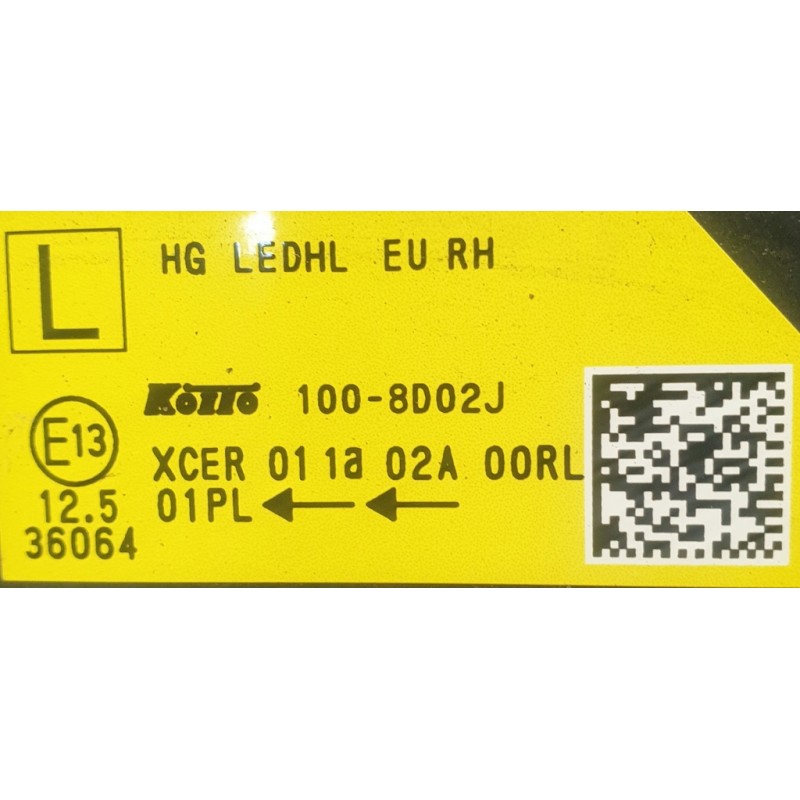 L
HG LEDHL EU RH
KOITO 100-8D02J
E13
XCER 01 1a 02A 00RL
12.5 01PL
36064